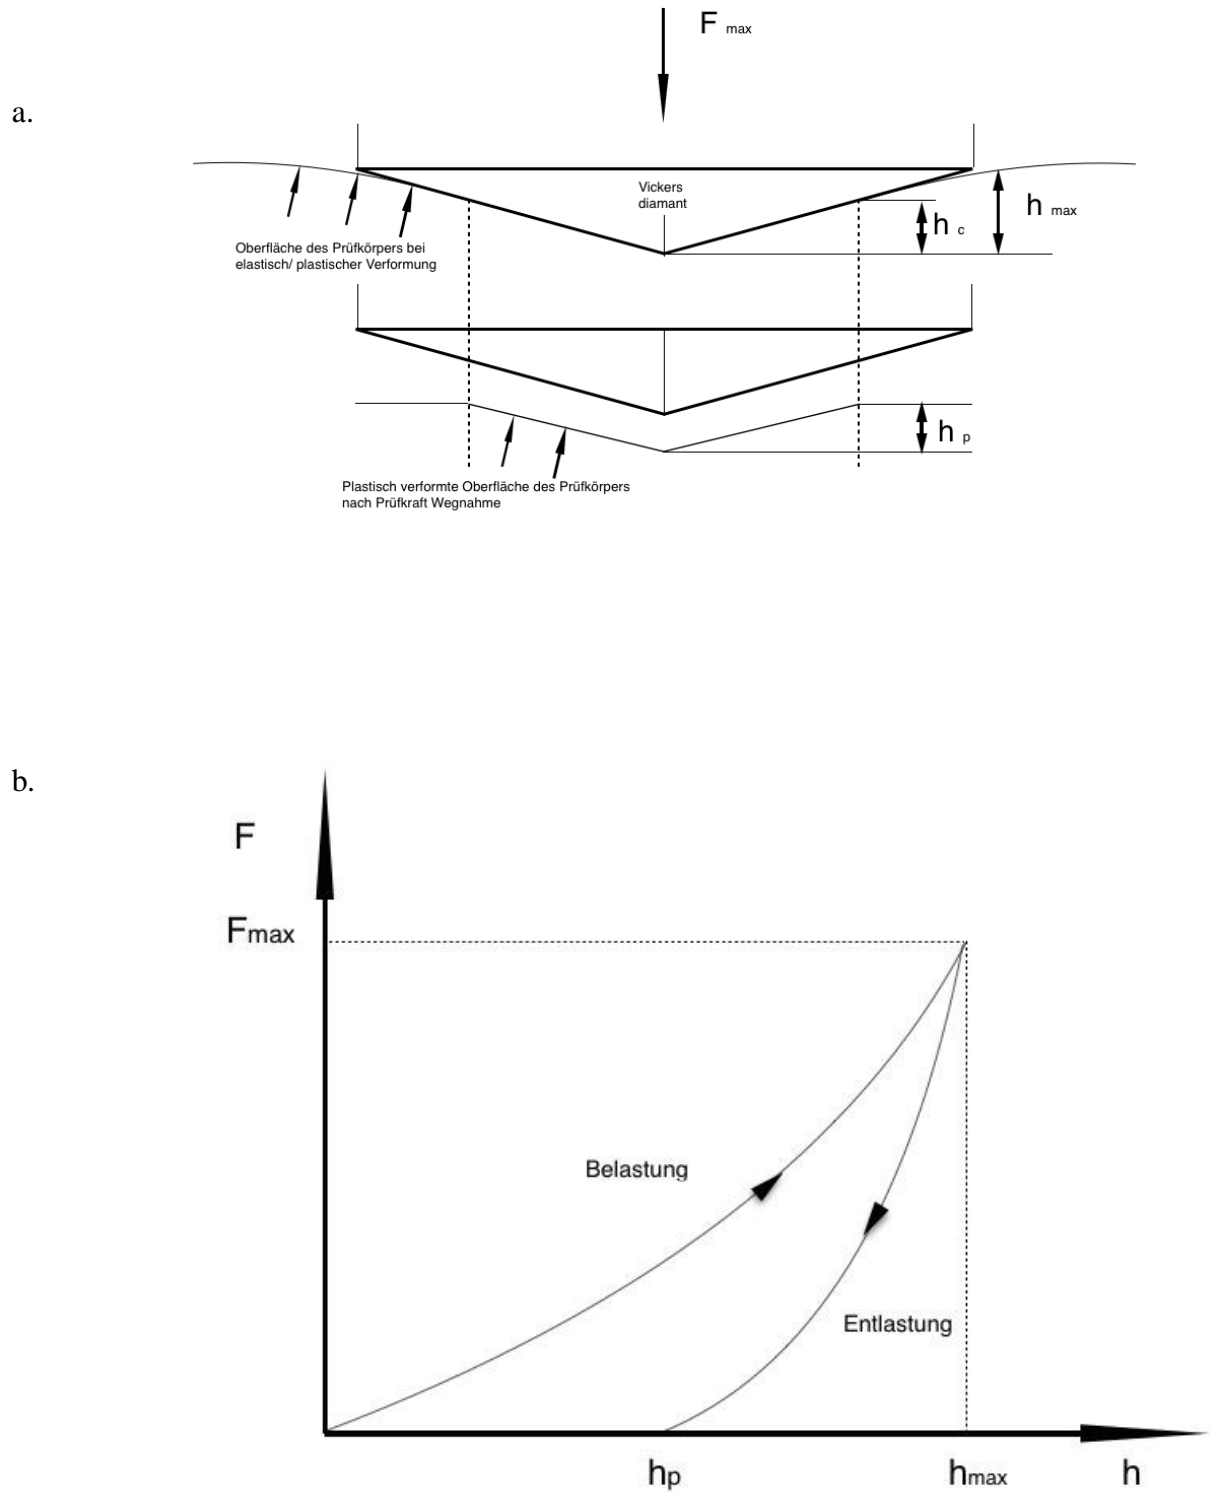 a.
F max
Vickers
diamant
h c
h max
Oberfläche des Prüfkörpers bei
elastisch/ plastischer Verformung
h p
Plastisch verformte Oberfläche des Prüfkörpers
nach Prüfkraft Wegnahme
b.
F
Fmax
Belastung
Entlastung
hp
hmax
h